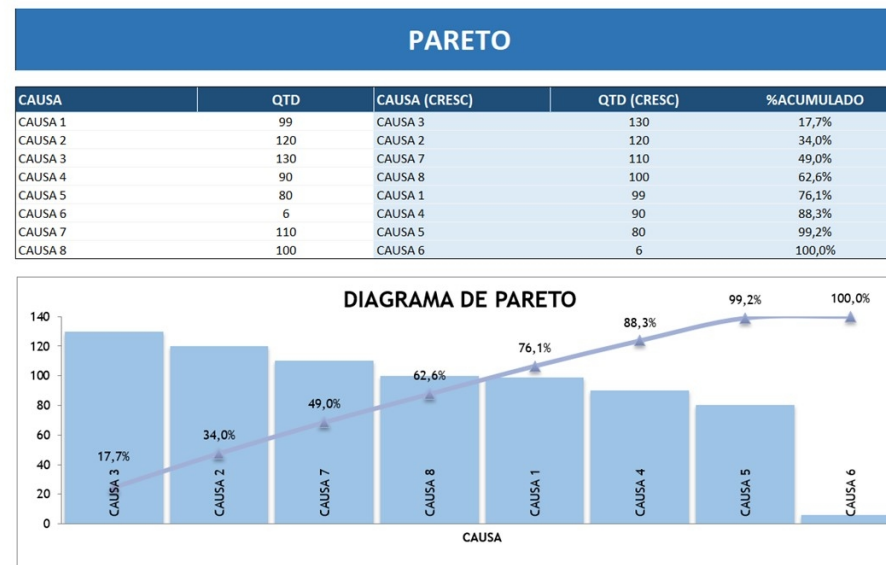 PARETO
CAUSA QTD CAUSA (CRESC) QTD (CRESC) %ACUMULADO
CAUSA 1 99 CAUSA 3 130 17,7%
CAUSA 2 120 CAUSA 2 120 34,0%
CAUSA 3 130 CAUSA 7 110 49,0%
CAUSA 4 90 CAUSA 8 100 62,6%
CAUSA 5 80 CAUSA 1 99 76,1%
CAUSA 6 6 CAUSA 4 90 88,3%
CAUSA 7 110 CAUSA 5 80 99,2%
CAUSA 8 100 CAUSA 6 6 100,0%
DIAGRAMA DE PARETO
140
120
100
80
60
40
20
0
17,7%
34,0%
49,0%
62,6%
76,1%
88,3%
99,2%
100,0%
CAUSA 3
CAUSA 2
CAUSA 7
CAUSA 8
CAUSA 1
CAUSA 4
CAUSA 5
CAUSA 6
CAUSA